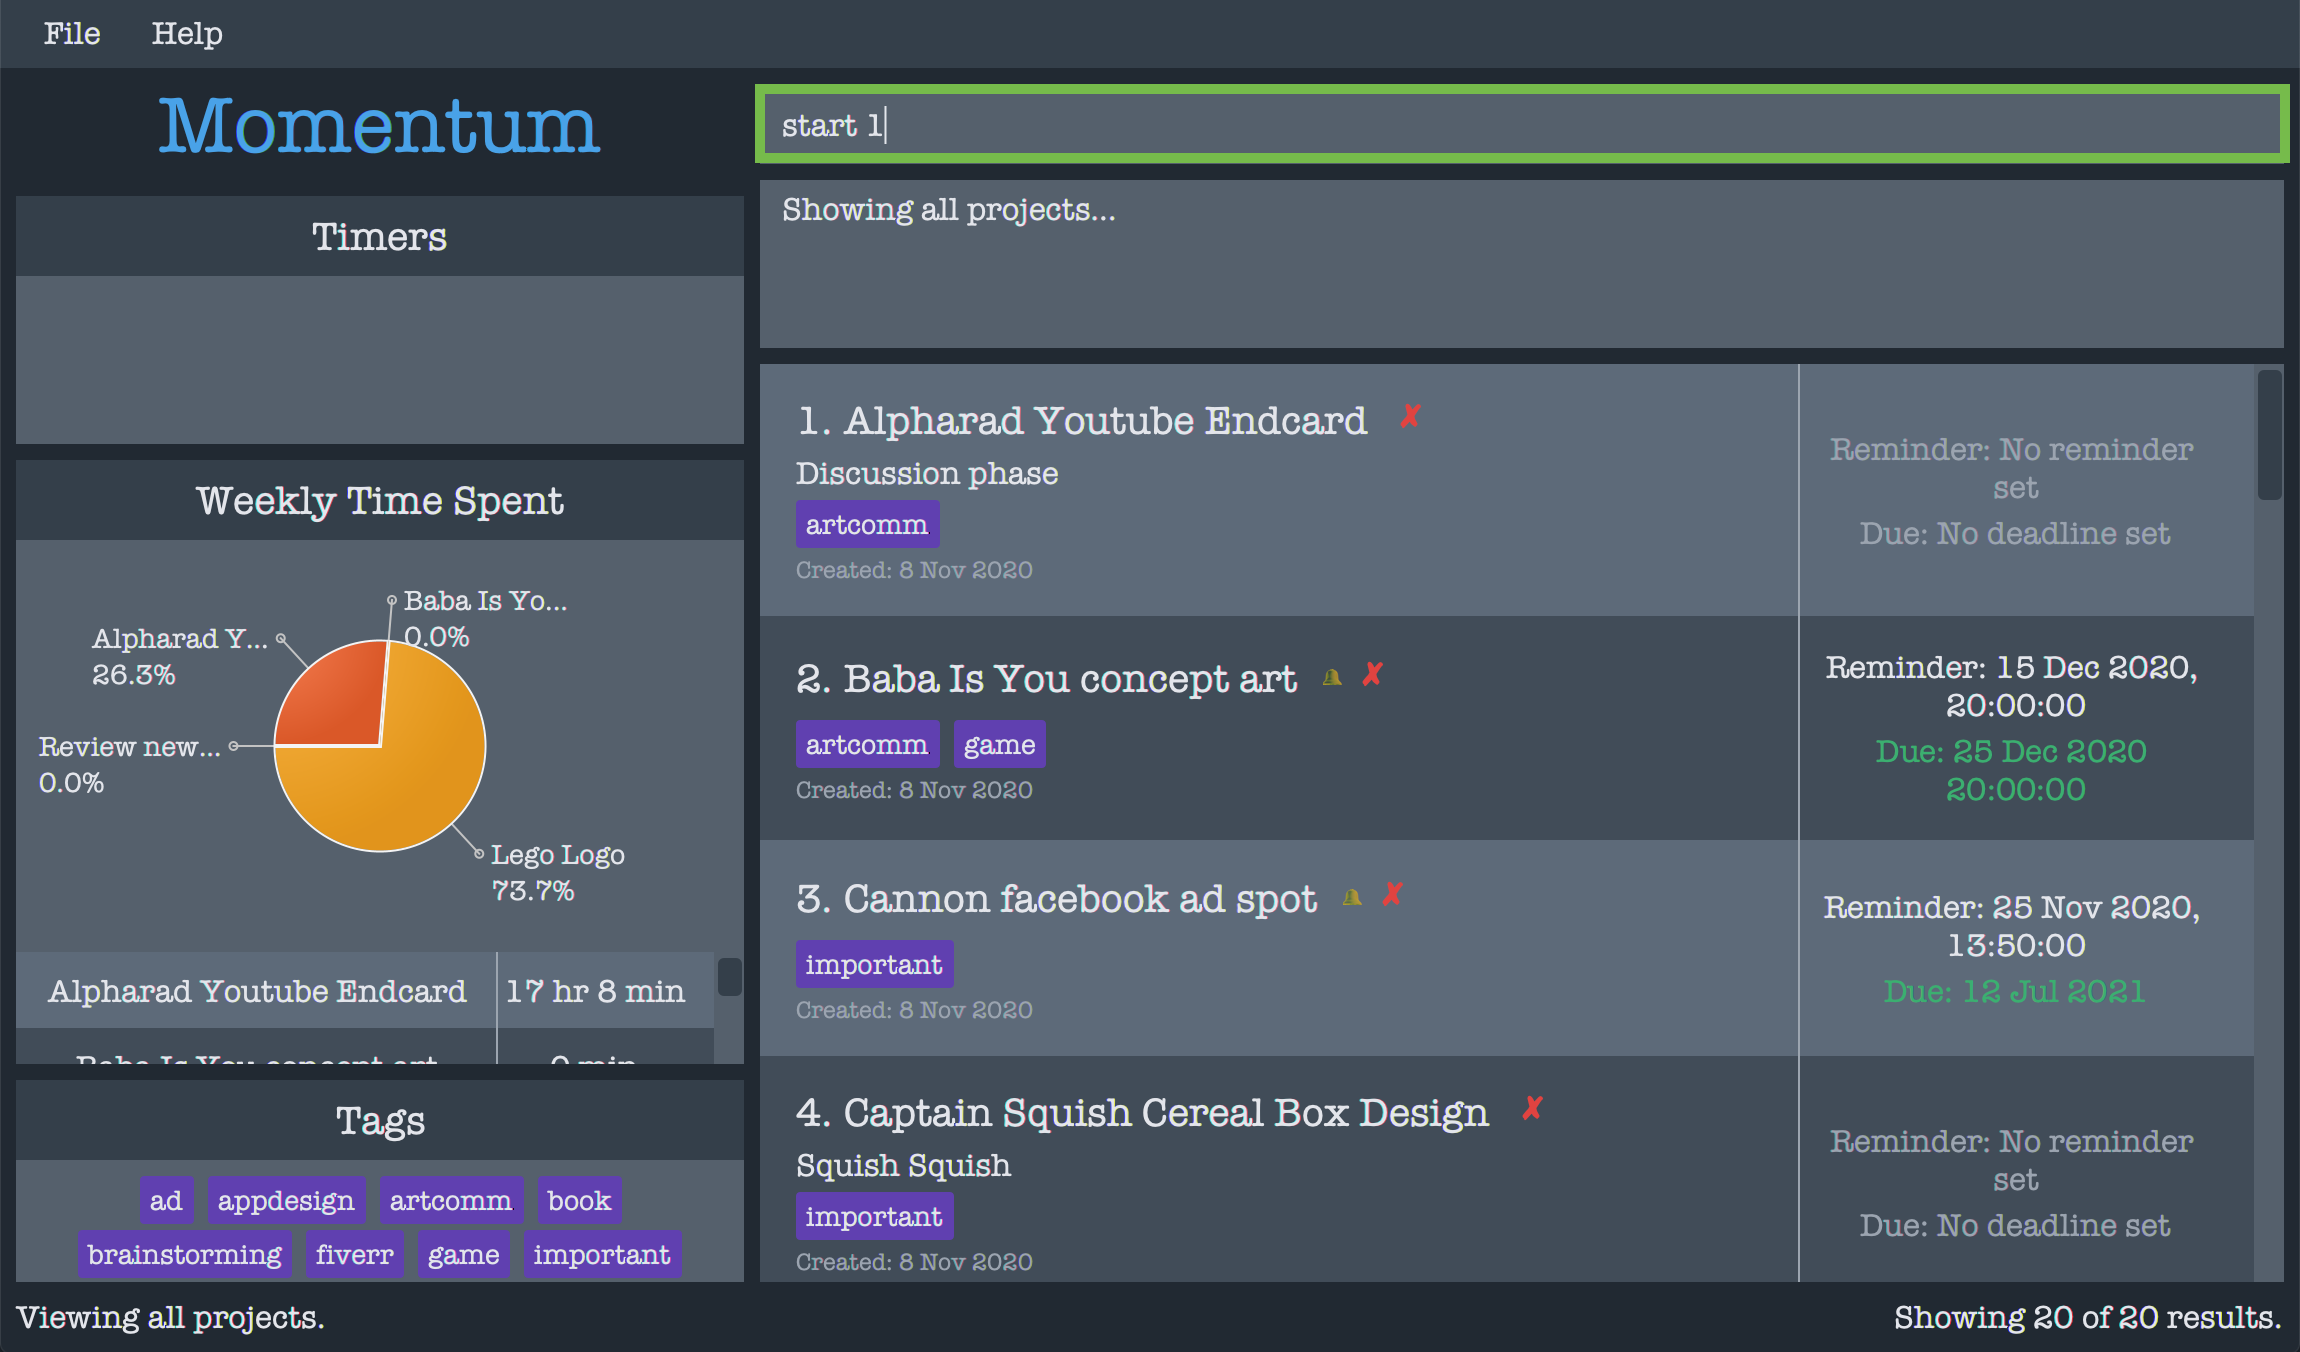 File Help
Momentum
start 1
Timers
Showing all projects...
Weekly Time Spent
Baba Is Yo...
0.0%
Alpharad Y...
26.3%
Review new...
0.0%
Lego Logo
73.7%
Alpharad Youtube Endcard 17 hr 8 min
Baba Is You concept art 0 min
Tags
ad appdesign artcomm book
brainstorming fiverr game important
1. Alpharad Youtube Endcard ✘
Discussion phase
artcomm
Created: 8 Nov 2020
Reminder: No reminder
set
Due: No deadline set
2. Baba Is You concept art 🔔 ✘
artcomm game
Created: 8 Nov 2020
Reminder: 15 Dec 2020,
20:00:00
Due: 25 Dec 2020
20:00:00
3. Cannon facebook ad spot 🔔 ✘
important
Created: 8 Nov 2020
Reminder: 25 Nov 2020,
13:50:00
Due: 12 Jul 2021
4. Captain Squish Cereal Box Design ✘
Squish Squish
important
Created: 8 Nov 2020
Reminder: No reminder
set
Due: No deadline set
Viewing all projects.
Showing 20 of 20 results.